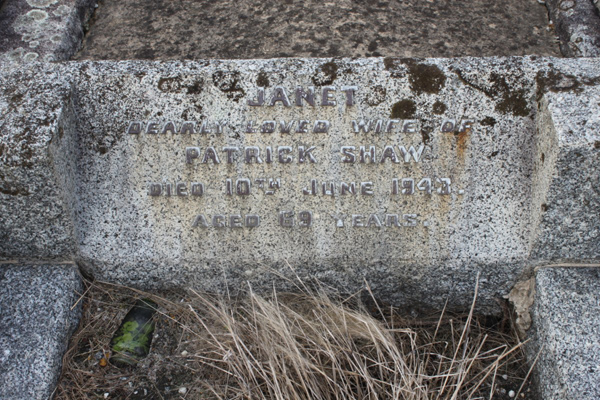 JANET
DEARLY LOVED WIFE OF
PATRICK SHAW
DIED 10TH JUNE 1943.
AGED 69 YEARS.